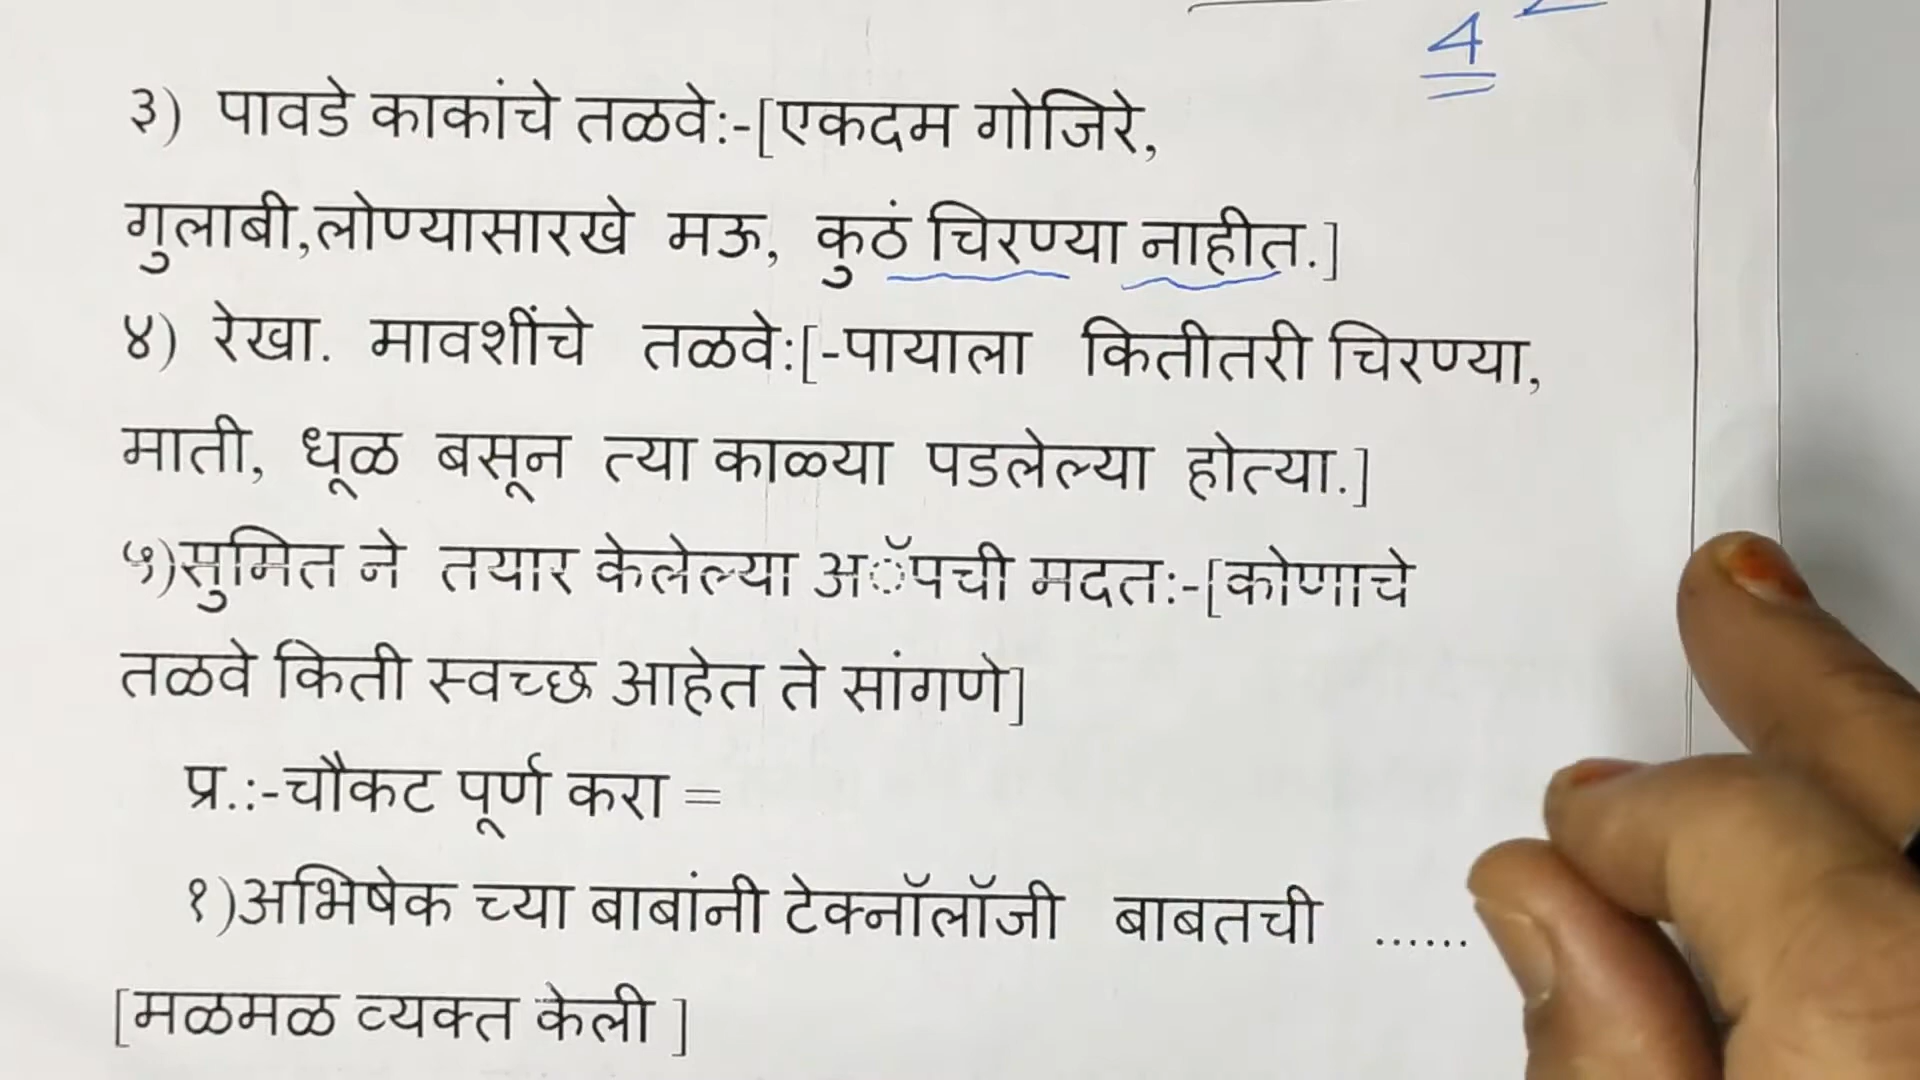 4
३) पावडे काकांचे तळवे:-[एकदम गोजिरे,
गुलाबी,लोण्यासारखे मऊ, कुठं चिरण्या नाहीत.]
४) रेखा. मावशींचे तळवे:[-पायाला कितीतरी चिरण्या,
माती, धूळ बसून त्या काळ्या पडलेल्या होत्या.]
५)सुमित ने तयार केलेल्या अॅपची मदत:-[कोणाचे
तळवे किती स्वच्छ आहेत ते सांगणे]
प्र.:-चौकट पूर्ण करा =
१)अभिषेक च्या बाबांनी टेक्नॉलॉजी बाबतची ......
[मळमळ व्यक्त केली ]